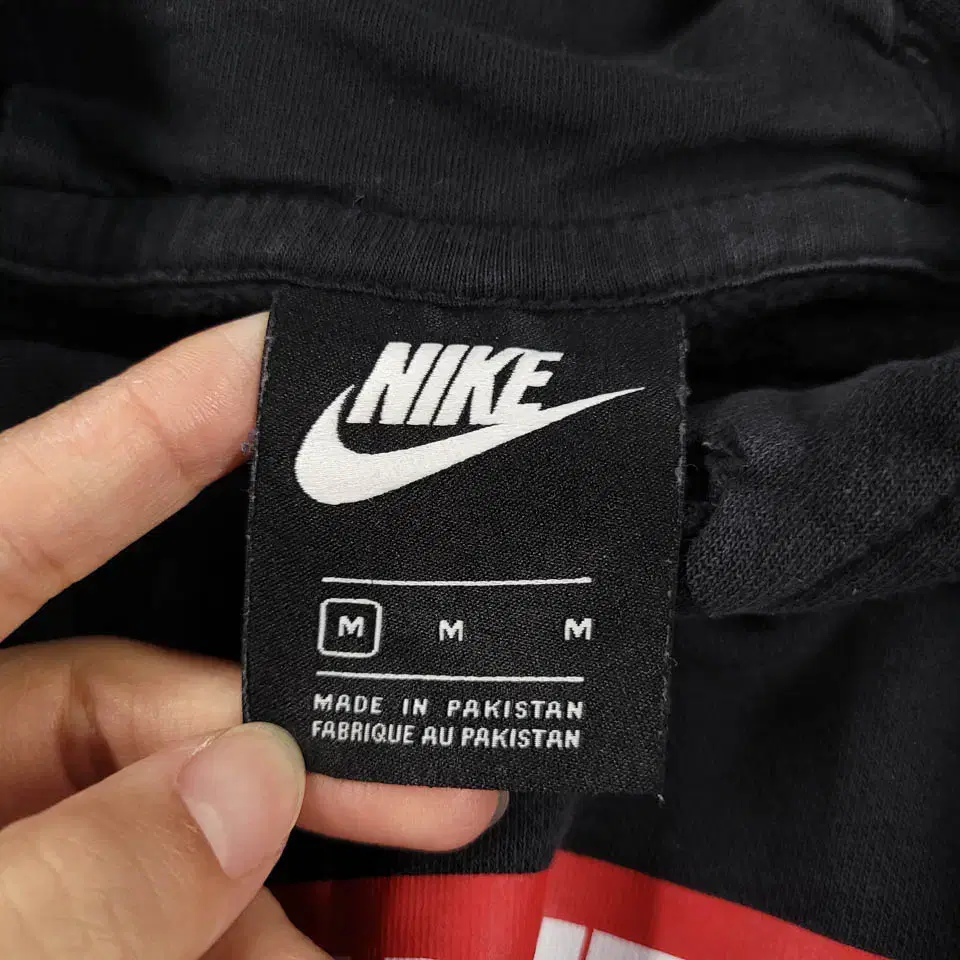 NIKE
M M M
MADE IN PAKISTAN
FABRIQUE AU PAKISTAN